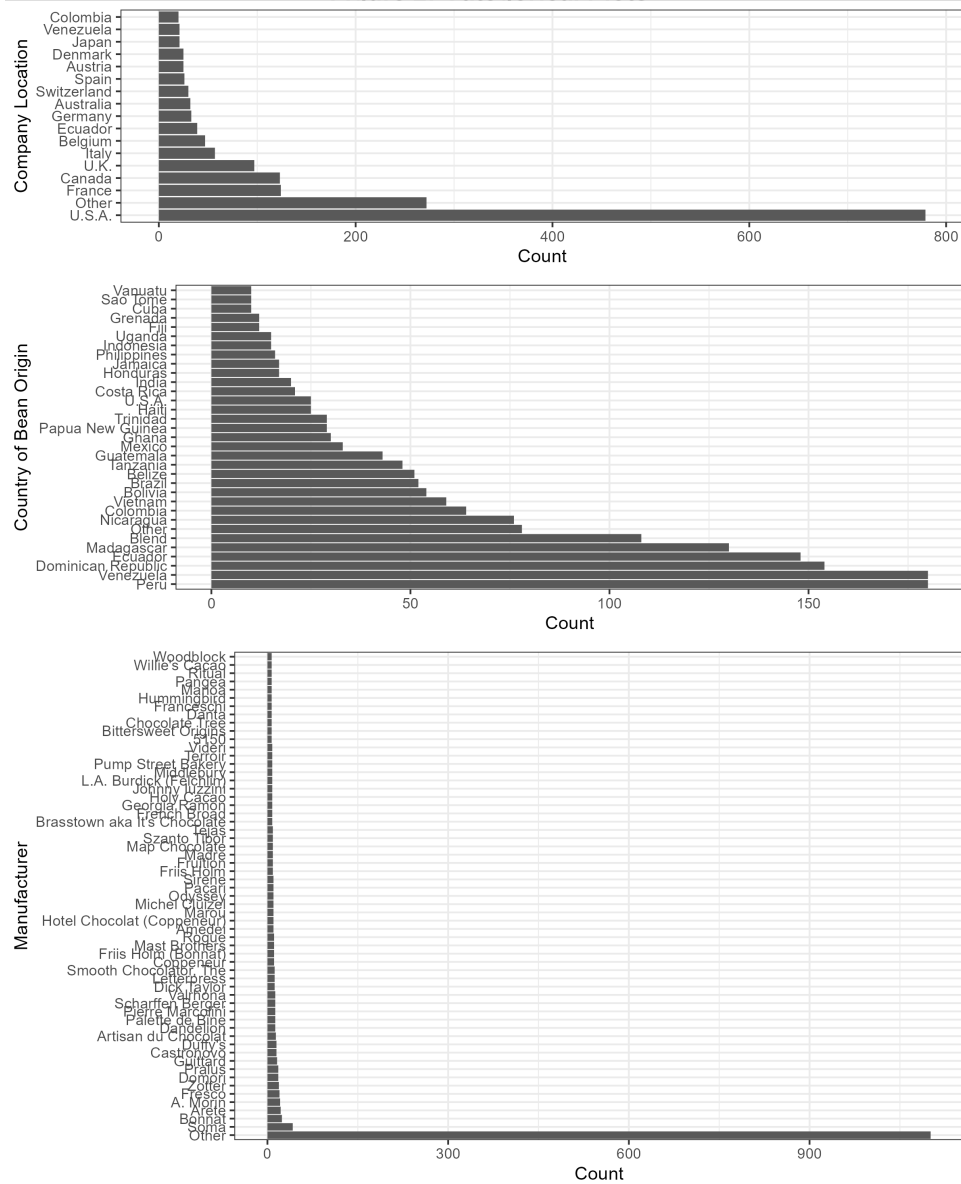 Colombia
Venezuela
Japan
Denmark
Austria
Spain
Switzerland
Australia
Germany
Ecuador
Belgium
Italy
U.K.
Canada
France
Other
U.S.A.
Company Location
0 200 400 600 800
Count
Vanuatu
Sao Tome
Cuba
Grenada
Fiji
Uganda
Indonesia
Philippines
Jamaica
Honduras
India
Costa Rica
U.S.A.
Haiti
Trinidad
Papua New Guinea
Ghana
Mexico
Guatemala
Tanzania
Belize
Brazil
Bolivia
Vietnam
Colombia
Nicaragua
Other
Blend
Madagascar
Ecuador
Dominican Republic
Venezuela
Peru
Country of Bean Origin
0 50 100 150
Count
Woodblock
Willie's Cacao
Ritual
Pangea
Manoa
Hummingbird
Franceschi
Danta
Chocolate Tree
Bittersweet Origins
5150
Videri
Terroir
Pump Street Bakery
Middlebury
L.A. Burdick (Felchlin)
Johnny Iuzzini
Holy Cacao
Georgia Ramon
French Broad
Brasstown aka It's Chocolate
Tejas
Szanto Tibor
Map Chocolate
Madre
Fruition
Friis Holm
Sirene
Pacari
Odyssey
Michel Cluizel
Marou
Hotel Chocolat (Coppeneur)
Amedei
Rogue
Mast Brothers
Friis Holm (Bonnat)
Coppeneur
Smooth Chocolator, The
Letterpress
Dick Taylor
Valrhona
Scharffen Berger
Pierre Marcolini
Palette de Bine
Dandelion
Artisan du Chocolat
Duffy's
Castronovo
Guittard
Pralus
Domori
Zotter
Fresco
A. Morin
Arete
Bonnat
Soma
Other
Manufacturer
0 300 600 900
Count